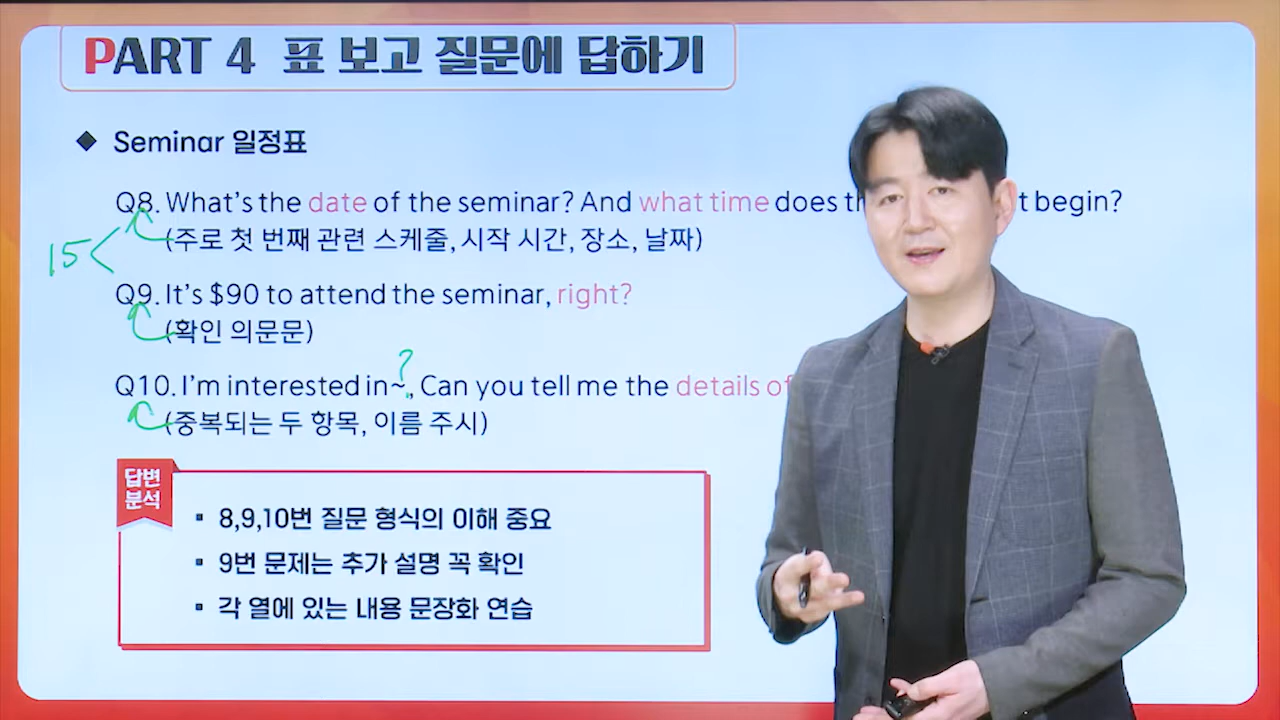 PART 4 표 보고 질문에 답하기
◆ Seminar 일정표
Q8. What's the date of the seminar? And what time does th t begin?
15
(주로 첫 번째 관련 스케줄, 시작 시간, 장소, 날짜)
Q9. It's $90 to attend the seminar, right?
(확인 의문문)
?
Q10. I'm interested in~, Can you tell me the details of
(중복되는 두 항목, 이름 주시)
답변
분석
▪ 8,9,10번 질문 형식의 이해 중요
▪ 9번 문제는 추가 설명 꼭 확인
▪ 각 열에 있는 내용 문장화 연습